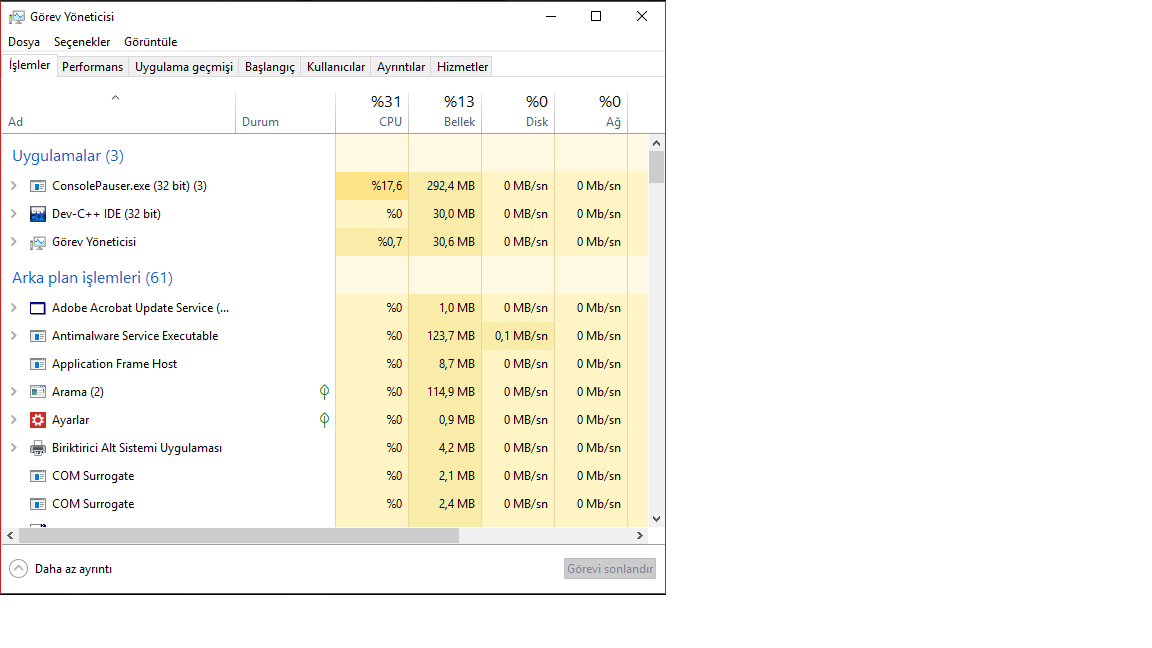 Görev Yöneticisi
Dosya Seçenekler Görüntüle
İşlemler Performans Uygulama geçmişi Başlangıç Kullanıcılar Ayrıntılar Hizmetler
%31 %13 %0 %0
Ad Durum CPU Bellek Disk Ağ
Uygulamalar (3)
ConsolePauser.exe (32 bit) (3) %17,6 292,4 MB 0 MB/sn 0 Mb/sn
Dev-C++ IDE (32 bit) %0 30,0 MB 0 MB/sn 0 Mb/sn
Görev Yöneticisi %0,7 30,6 MB 0 MB/sn 0 Mb/sn
Arka plan işlemleri (61)
Adobe Acrobat Update Service (... %0 1,0 MB 0 MB/sn 0 Mb/sn
Antimalware Service Executable %0 123,7 MB 0,1 MB/sn 0 Mb/sn
Application Frame Host %0 8,7 MB 0 MB/sn 0 Mb/sn
Arama (2) %0 114,9 MB 0 MB/sn 0 Mb/sn
Ayarlar %0 0,9 MB 0 MB/sn 0 Mb/sn
Biriktirici Alt Sistemi Uygulaması %0 4,2 MB 0 MB/sn 0 Mb/sn
COM Surrogate %0 2,1 MB 0 MB/sn 0 Mb/sn
COM Surrogate %0 2,4 MB 0 MB/sn 0 Mb/sn
Daha az ayrıntı Görevi sonlandır